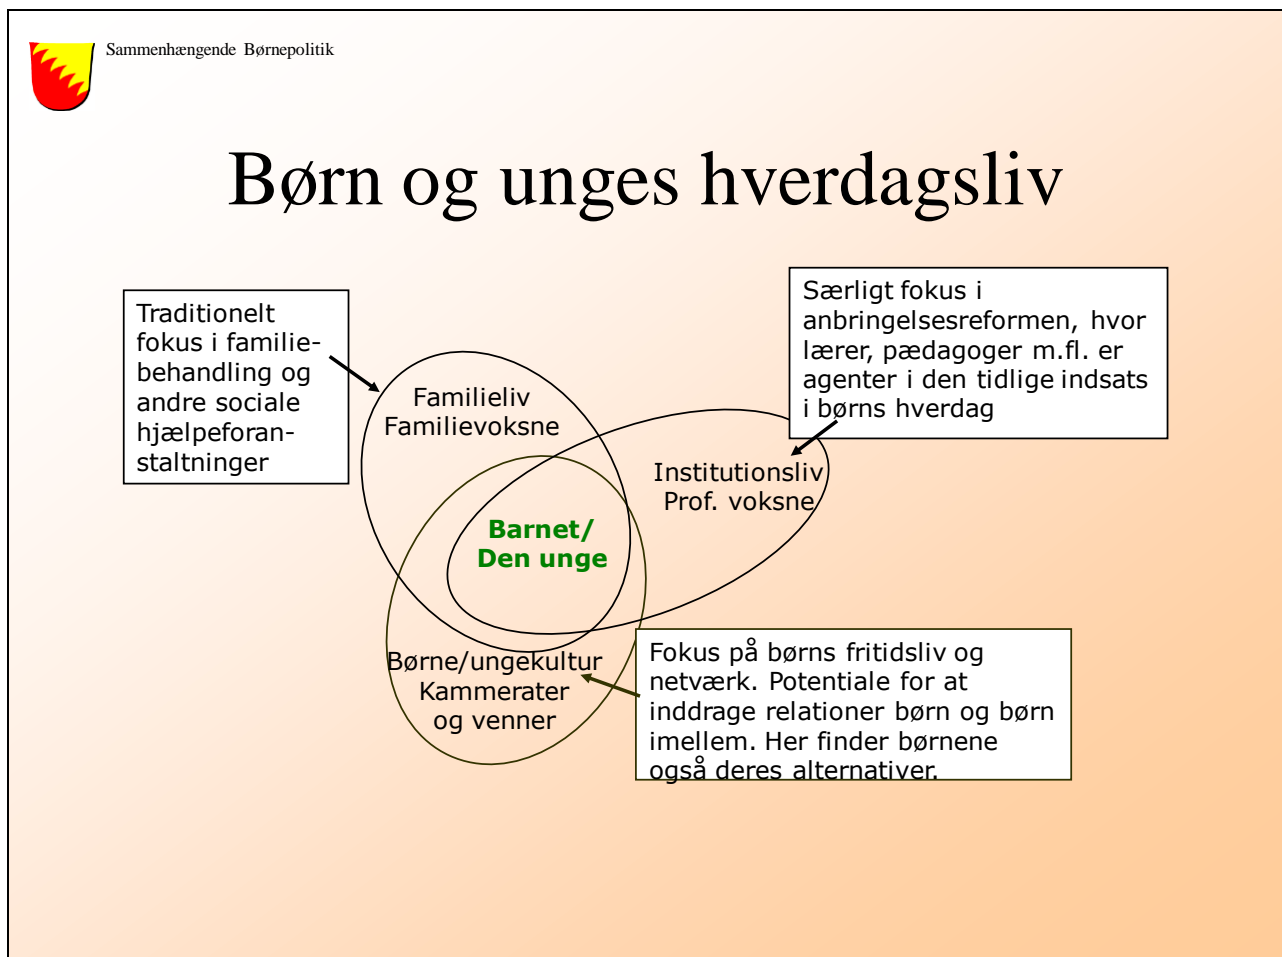 Sammenhængende Børnepolitik
Børn og unges hverdagsliv
Traditionelt
fokus i familie-
behandling og
andre sociale
hjælpeforan-
staltninger
Særligt fokus i
anbringelsesreformen, hvor
lærer, pædagoger m.fl. er
agenter i den tidlige indsats
i børns hverdag
Familieliv
Familievoksne
Institutionsliv
Prof. voksne
Barnet/
Den unge
Børne/ungekultur
Kammerater
og venner
Fokus på børns fritidsliv og
netværk. Potentiale for at
inddrage relationer børn og børn
imellem. Her finder børnene
også deres alternativer.